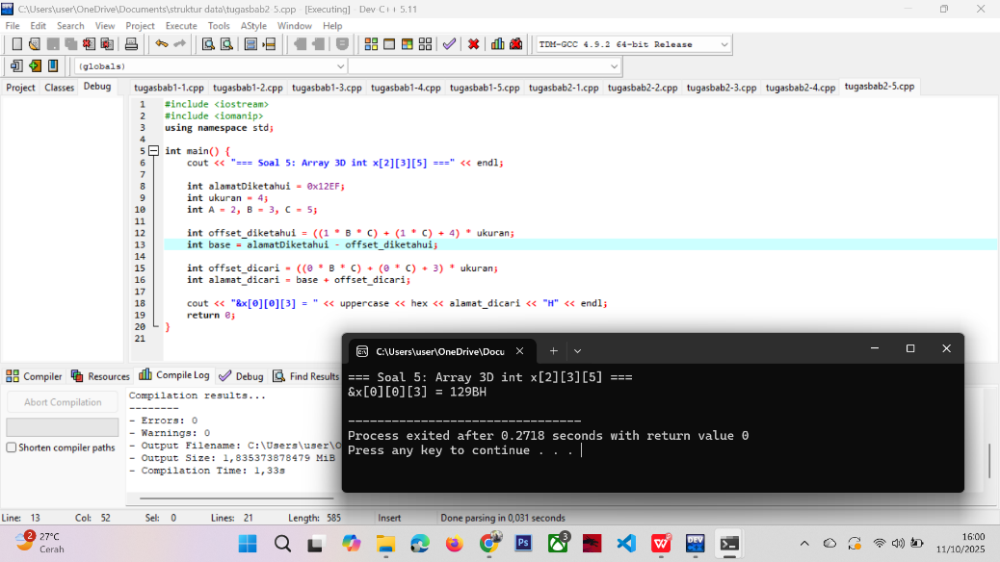 C:\Users\user\OneDrive\Documents\struktur data\tugasbab2 5.cpp - [Executing] - Dev C++ 5.11
File Edit Search View Project Execute Tools AStyle Window Help
TDM-GCC 4.9.2 64-bit Release
(globals)
Project Classes Debug
tugasbab1-1.cpp tugasbab1-2.cpp tugasbab1-3.cpp tugasbab1-4.cpp tugasbab1-5.cpp tugasbab2-1.cpp tugasbab2-2.cpp tugasbab2-3.cpp tugasbab2-4.cpp tugasbab2-5.cpp
1 #include <iostream>
2 #include <iomanip>
3 using namespace std;
4
5 int main() {
6 cout << "=== Soal 5: Array 3D int x[2][3][5] ===" << endl;
7
8 int alamatDiketahui = 0x12EF;
9 int ukuran = 4;
10 int A = 2, B = 3, C = 5;
11
12 int offset_diketahui = ((1 * B * C) + (1 * C) + 4) * ukuran;
13 int base = alamatDiketahui - offset_diketahui;
14
15 int offset_dicari = ((0 * B * C) + (0 * C) + 3) * ukuran;
16 int alamat_dicari = base + offset_dicari;
17
18 cout << "&x[0][0][3] = " << uppercase << hex << alamat_dicari << "H" << endl;
19 return 0;
20 }
21
C:\Users\user\OneDrive\Docu
=== Soal 5: Array 3D int x[2][3][5] ===
&x[0][0][3] = 129BH
--------------------------------
Process exited after 0.2718 seconds with return value 0
Press any key to continue . . .
Compiler Resources Compile Log Debug Find Results
Abort Compilation
Shorten compiler paths
Compilation results...
--------
- Errors: 0
- Warnings: 0
- Output Filename: C:\Users\user\O
- Output Size: 1,835373878479 MiB
- Compilation Time: 1,33s
Line: 13 Col: 52 Sel: 0 Lines: 21 Length: 585 Insert Done parsing in 0,031 seconds
2
27°C
Cerah
3
16:00
11/10/2025